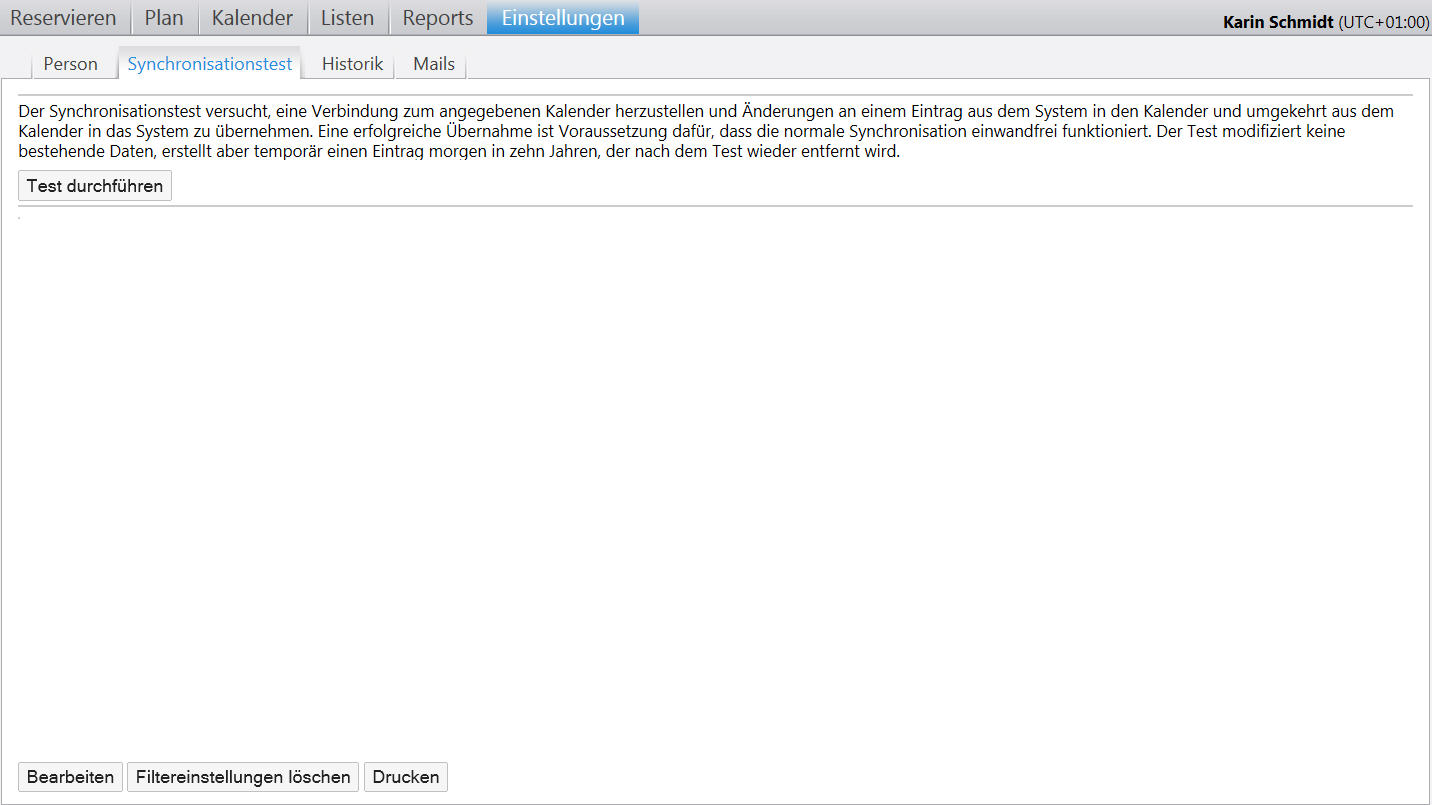 Reservieren Plan Kalender Listen Reports Einstellungen Karin Schmidt (UTC+01:00)
Person Synchronisationstest Historik Mails
Der Synchronisationstest versucht, eine Verbindung zum angegebenen Kalender herzustellen und Änderungen an einem Eintrag aus dem System in den Kalender und umgekehrt aus dem
Kalender in das System zu übernehmen. Eine erfolgreiche Übernahme ist Voraussetzung dafür, dass die normale Synchronisation einwandfrei funktioniert. Der Test modifiziert keine
bestehende Daten, erstellt aber temporär einen Eintrag morgen in zehn Jahren, der nach dem Test wieder entfernt wird.
Test durchführen
Bearbeiten Filtereinstellungen löschen Drucken